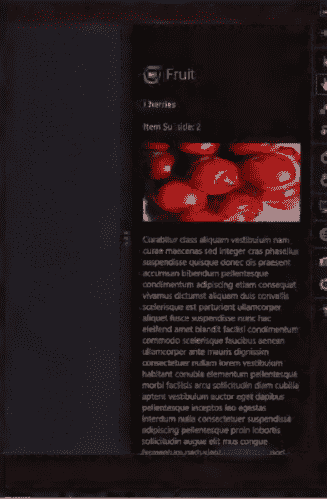 Fruit
Cherries
Item Subtitle: 2
Curabitur class aliquam vestibulum nam
curae maecenas sed integer cras phasellus
suspendisse quisque donec dis praesent
accumsan bibendum pellentesque
condimentum adipiscing etiam consequat
vivamus dictumst aliquam duis convallis
scelerisque est parturient ullamcorper
aliquet fusce suspendisse nunc hac
eleifend amet blandit facilisi condimentum
commodo scelerisque faucibus aenean
ullamcorper ante mauris dignissim
consectetuer nullam lorem vestibulum
habitant conubia elementum pellentesque
morbi facilisis arcu sollicitudin diam cubilia
aptent vestibulum auctor eget dapibus
pellentesque inceptos leo egestas
interdum nulla consectetuer suspendisse
adipiscing pellentesque proin lobortis
sollicitudin augue elit mus congue
fermentum parturient